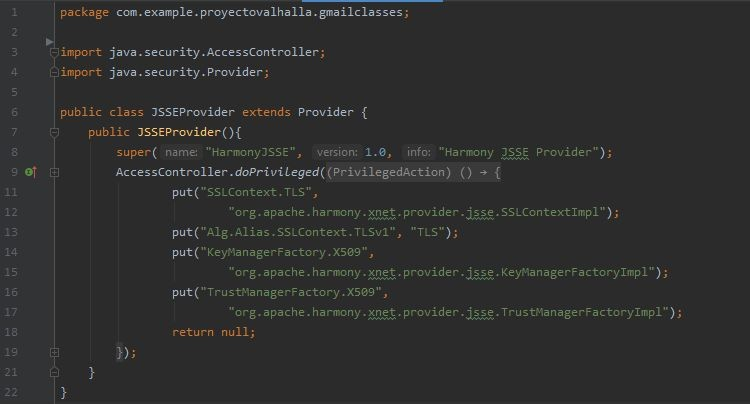 1 package com.example.proyectovalhalla.gmailclasses;
2
3 import java.security.AccessController;
4 import java.security.Provider;
5
6 public class JSSEProvider extends Provider {
7 public JSSEProvider(){
8 super( name: "HarmonyJSSE", version: 1.0, info: "Harmony JSSE Provider");
9 AccessController.doPrivileged((PrivilegedAction) () → {
11 put("SSLContext.TLS",
12 "org.apache.harmony.xnet.provider.jsse.SSLContextImpl");
13 put("Alg.Alias.SSLContext.TLSv1", "TLS");
14 put("KeyManagerFactory.X509",
15 "org.apache.harmony.xnet.provider.jsse.KeyManagerFactoryImpl");
16 put("TrustManagerFactory.X509",
17 "org.apache.harmony.xnet.provider.jsse.TrustManagerFactoryImpl");
18 return null;
19 });
21 }
22 }